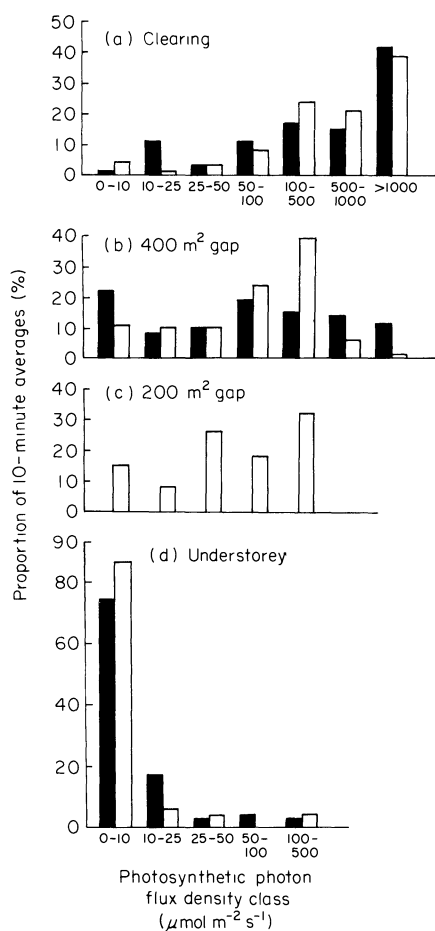 Proportion of 10-minute averages (%)
50
(a) Clearing
40
30
20
10
0
0-10 10-25 25-50 50-100 100-500 500-1000 >1000
40
(b) 400 m² gap
30
20
10
0
(c) 200 m² gap
30
20
10
0
90
(d) Understorey
80
60
40
20
0
0-10 10-25 25-50 50-100 100-500
Photosynthetic photon
flux density class
(μmol m⁻² s⁻¹)